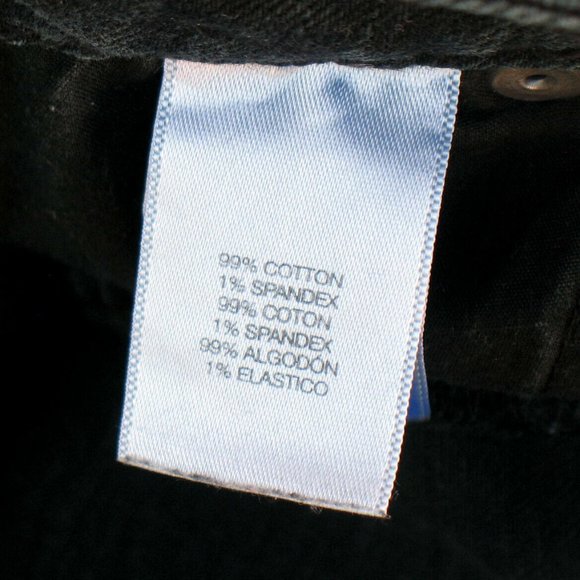 99% COTTON
1% SPANDEX
99% COTON
1% SPANDEX
99% ALGODÓN
1% ELASTICO